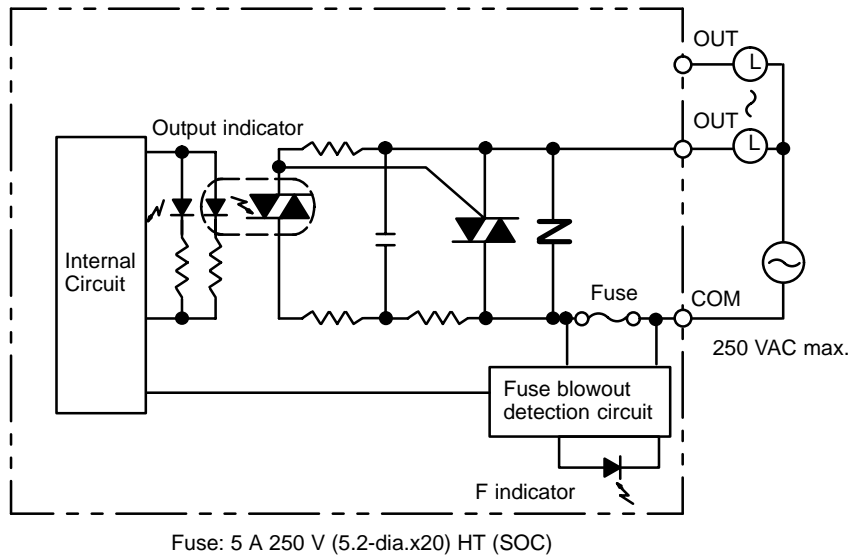 OUT
L
OUT
L
Output indicator
Internal
Circuit
Fuse
COM
250 VAC max.
Fuse blowout
detection circuit
F indicator
Fuse: 5 A 250 V (5.2-dia.x20) HT (SOC)